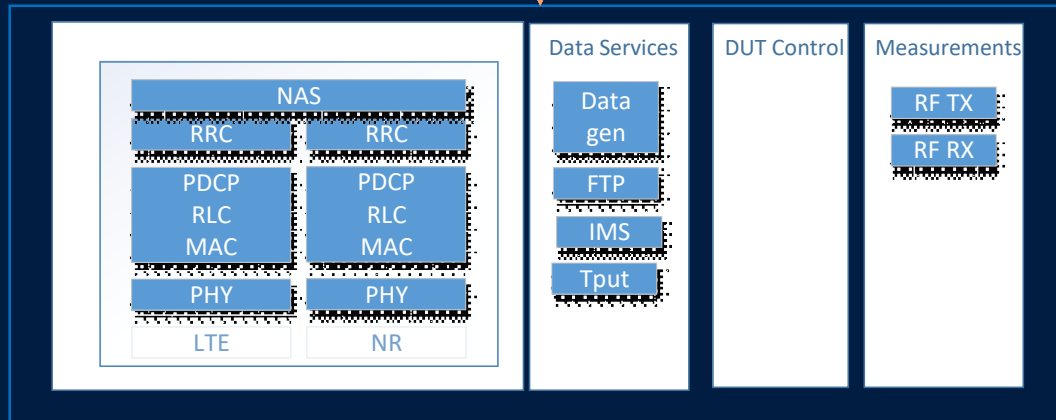 NAS
RRC
RRC
PDCP
RLC
MAC
PDCP
RLC
MAC
PHY
PHY
LTE
NR
Data Services
Data
gen
FTP
IMS
Tput
DUT Control
Measurements
RF TX
RF RX